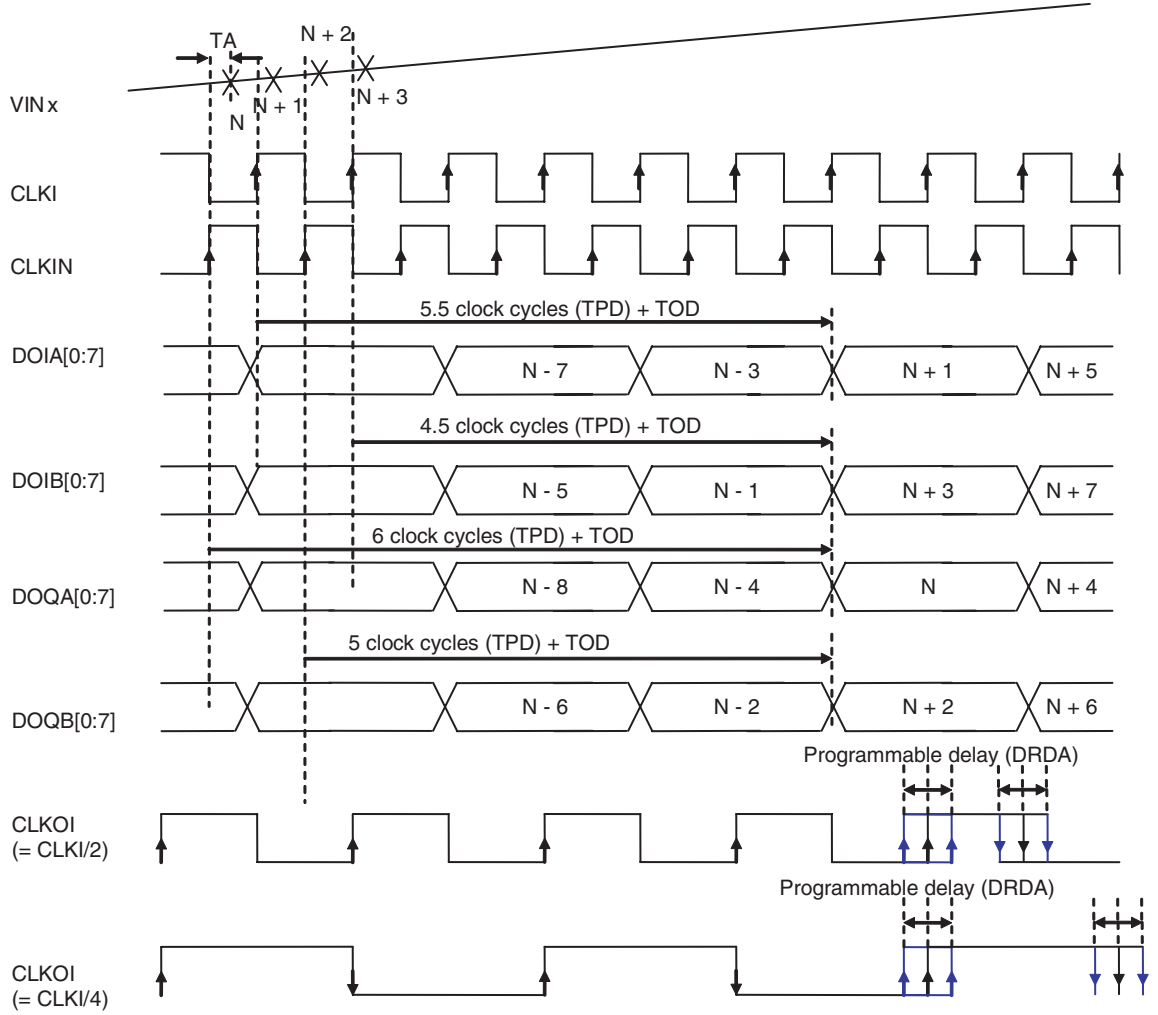 TA
N + 2
N + 1
N + 3
N
VIN x
CLKI
CLKIN
5.5 clock cycles (TPD) + TOD
DOIA[0:7]
N - 7
N - 3
N + 1
N + 5
4.5 clock cycles (TPD) + TOD
DOIB[0:7]
N - 5
N - 1
N + 3
N + 7
6 clock cycles (TPD) + TOD
DOQA[0:7]
N - 8
N - 4
N
N + 4
5 clock cycles (TPD) + TOD
DOQB[0:7]
N - 6
N - 2
N + 2
N + 6
Programmable delay (DRDA)
CLKOI
(= CLKI/2)
Programmable delay (DRDA)
CLKOI
(= CLKI/4)